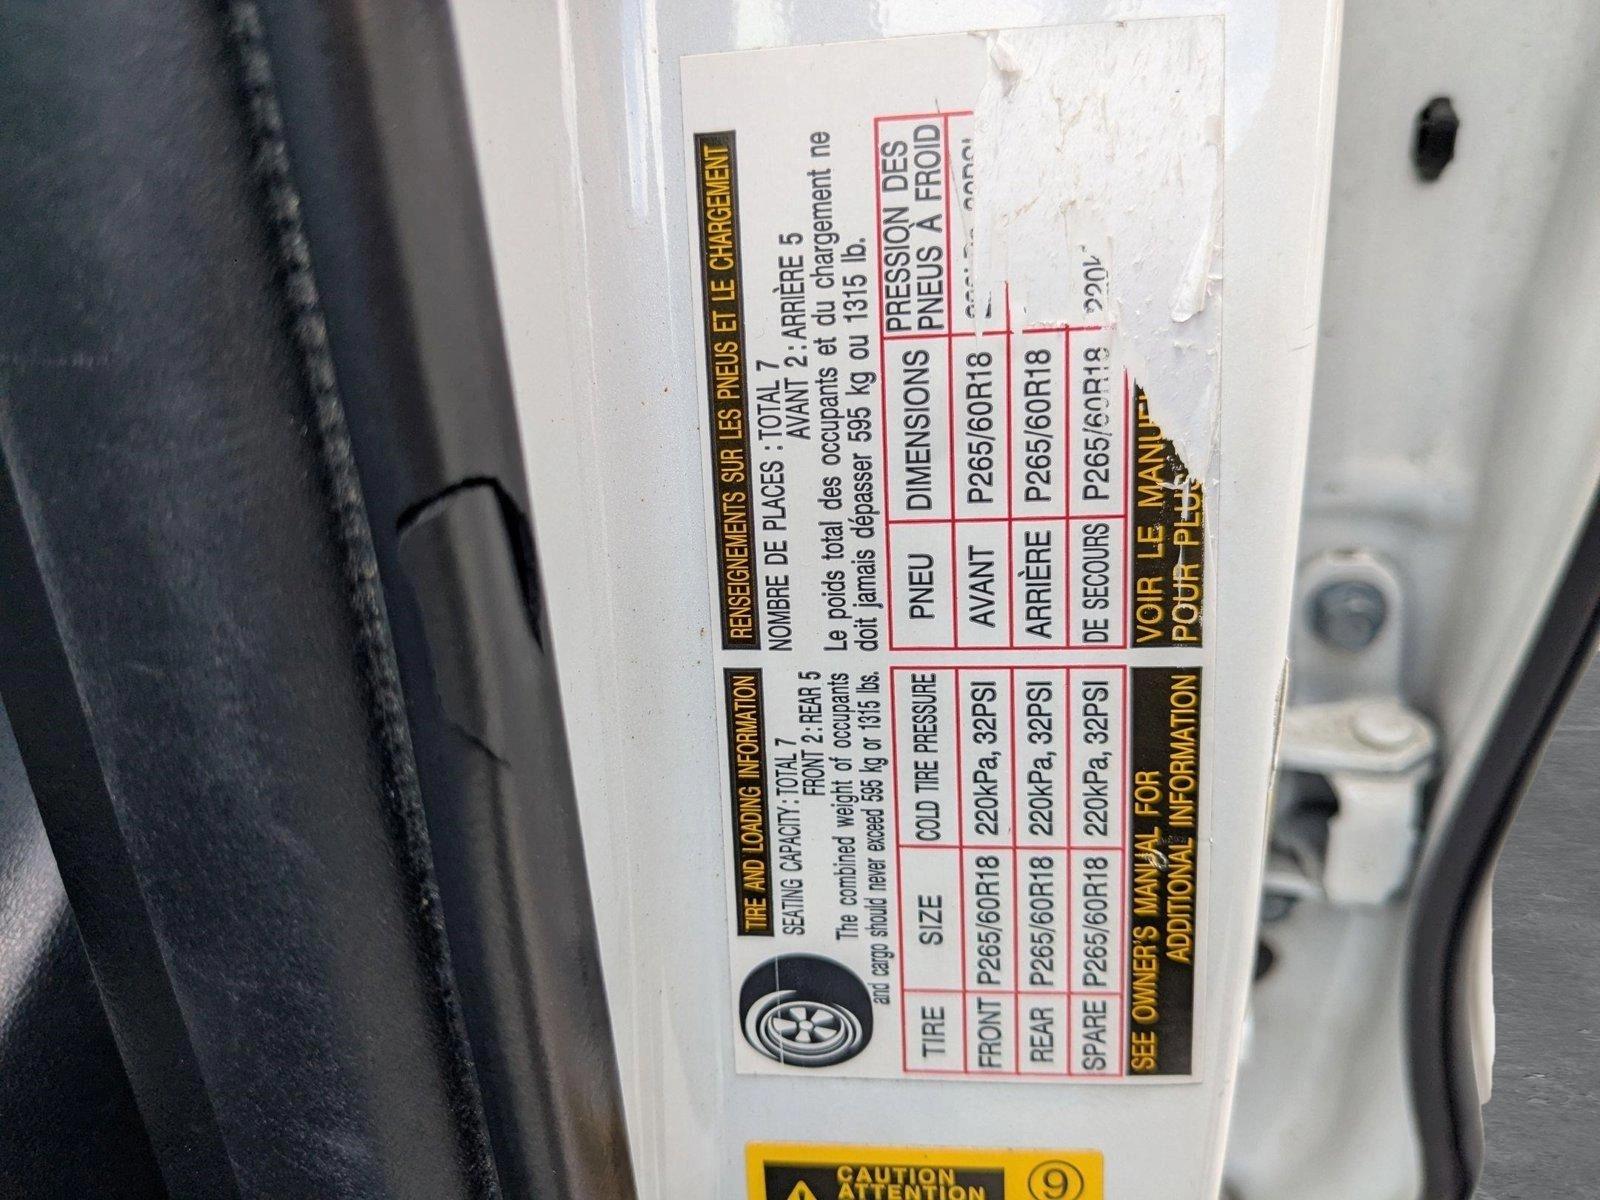 TIRE AND LOADING INFORMATION
SEATING CAPACITY: TOTAL 7
FRONT 2: REAR 5
The combined weight of occupants
and cargo should never exceed 595 kg or 1315 lbs.
TIRE SIZE COLD TIRE PRESSURE
FRONT P265/60R18 220kPa, 32PSI
REAR P265/60R18 220kPa, 32PSI
SPARE P265/60R18 220kPa, 32PSI
SEE OWNER'S MANUAL FOR
ADDITIONAL INFORMATION
RENSEIGNEMENTS SUR LES PNEUS ET LE CHARGEMENT
NOMBRE DE PLACES : TOTAL 7
AVANT 2: ARRIÈRE 5
Le poids total des occupants et du chargement ne
doit jamais dépasser 595 kg ou 1315 lb.
PNEU DIMENSIONS PRESSION DES
PNEUS À FROID
AVANT P265/60R18
ARRIÈRE P265/60R18
DE SECOURS P265/60R18 220k
VOIR LE MANUE
POUR PLUS
CAUTION
ATTENTION
9